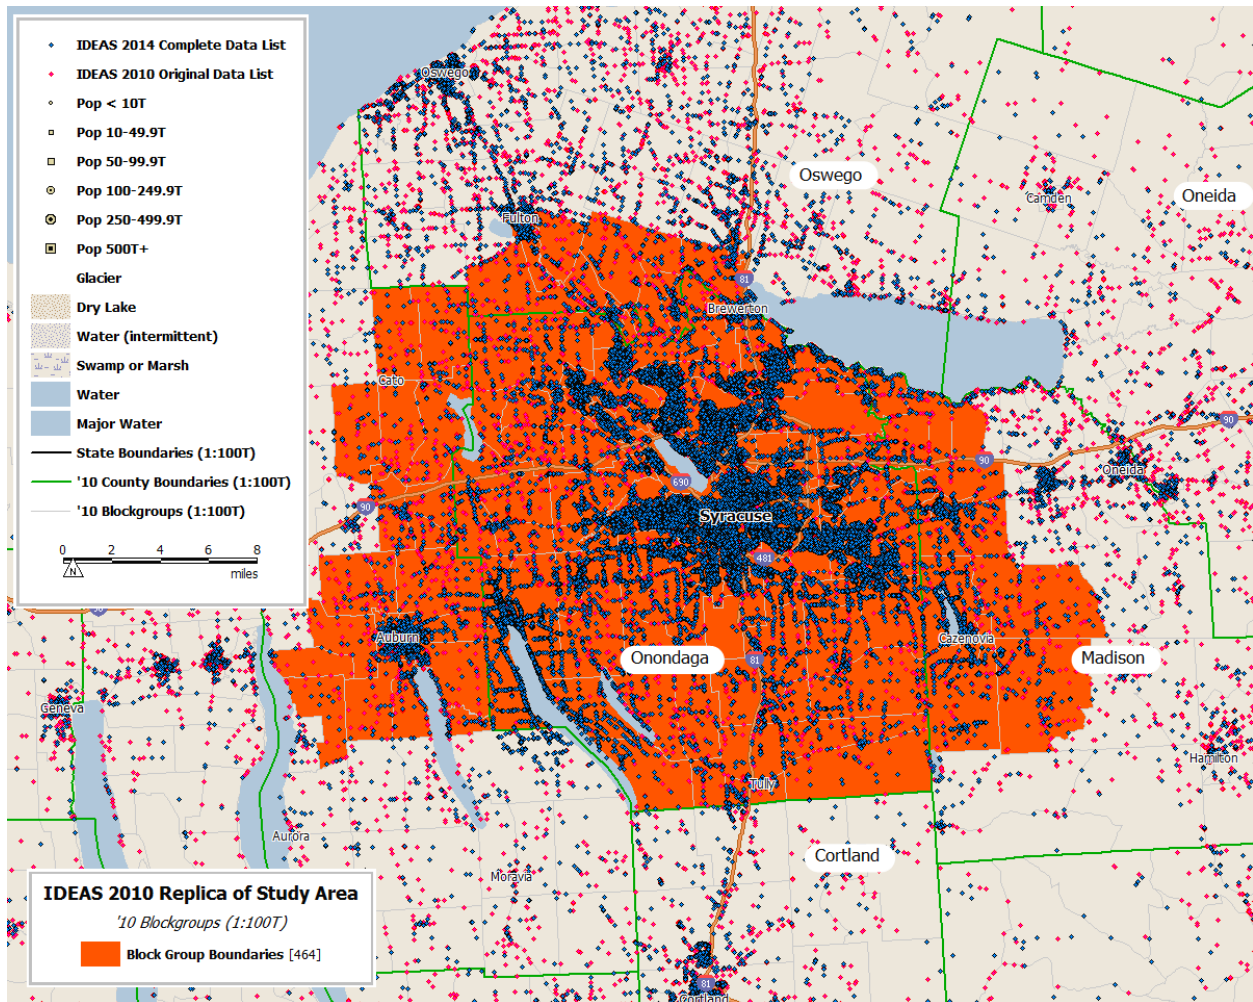 IDEAS 2014 Complete Data List
IDEAS 2010 Original Data List
Pop < 10T
Pop 10-49.9T
Pop 50-99.9T
Pop 100-249.9T
Pop 250-499.9T
Pop 500T+
Glacier
Dry Lake
Water (intermittent)
Swamp or Marsh
Water
Major Water
State Boundaries (1:100T)
'10 County Boundaries (1:100T)
'10 Blockgroups (1:100T)
0 2 4 6 8
miles
N
Oswego
Oswego
Camden
Oneida
Fulton
81
Brewerton
Cato
90
90
Oneida
690
90
Syracuse
481
Auburn
Onondaga
81
Cazenovia
Madison
Geneva
Hamilton
Tully
Aurora
Cortland
Moravia
81
Cortland
IDEAS 2010 Replica of Study Area
'10 Blockgroups (1:100T)
Block Group Boundaries [464]